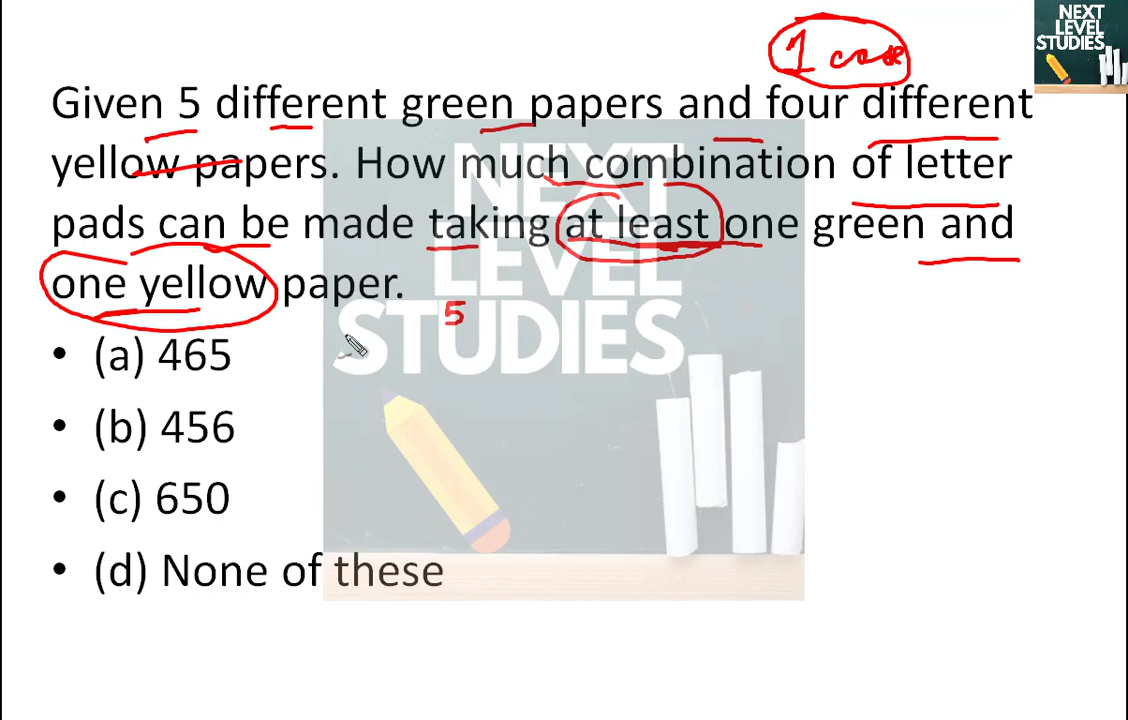 NEXT
LEVEL
STUDIES
1 case
Given 5 different green papers and four different
yellow papers. How much combination of letter
pads can be made taking at least one green and
one yellow paper.
NEXT
LEVEL
STUDIES
5
• (a) 465
• (b) 456
• (c) 650
• (d) None of these